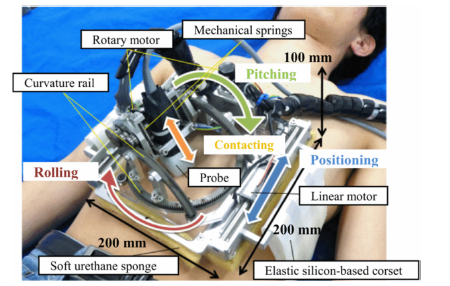 Mechanical springs
Rotary motor
100 mm
Curvature rail
Pitching
Contacting
Positioning
Rolling
Probe
Linear motor
200 mm
200 mm
Soft urethane sponge
Elastic silicon-based corset